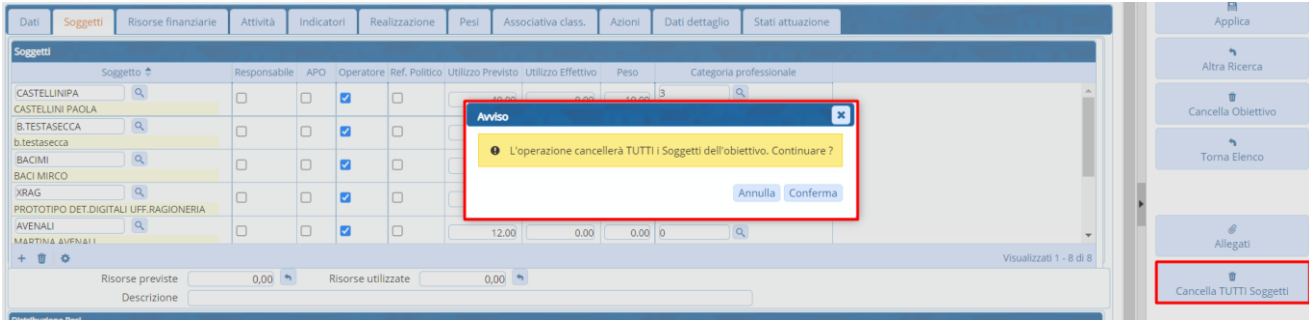 Dati Soggetti Risorse finanziarie Attività Indicatori Realizzazione Pesi Associativa class. Azioni Dati dettaglio Stati attuazione
Soggetti
Soggetto Responsabile APO Operatore Ref. Politico Utilizzo Previsto Utilizzo Effettivo Peso Categoria professionale
CASTELLINIPA 3
CASTELLINI PAOLA
B.TESTASECCA
b.testasecca
BACIMI
BACI MIRCO
XRAG
PROTOTIPO DET.DIGITALI UFF.RAGIONERIA
AVENALI 12.00 0.00 0.00 0
MARTINA AVENALI
Visualizzati 1 - 8 di 8
Risorse previste 0,00 Risorse utilizzate 0,00
Descrizione
Avviso
L'operazione cancellerà TUTTI i Soggetti dell'obiettivo. Continuare ?
Annulla Conferma
Applica
Altra Ricerca
Cancella Obiettivo
Torna Elenco
Allegati
Cancella TUTTI Soggetti